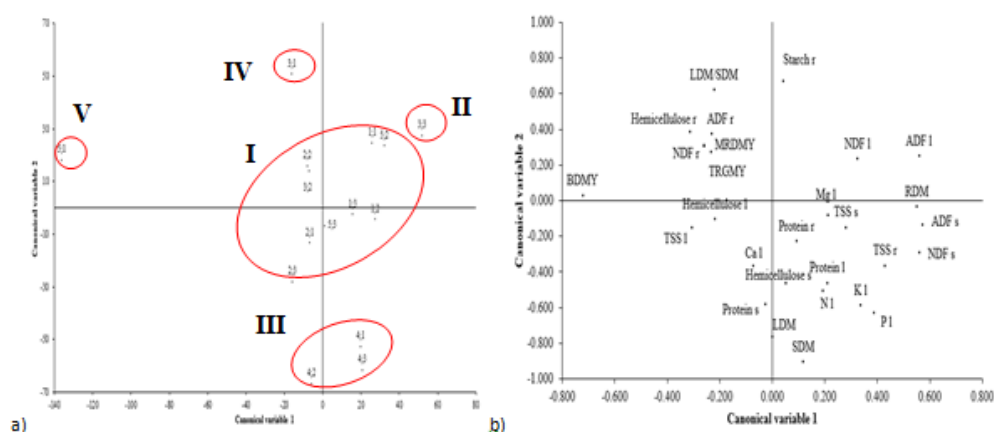 70
50
30
10
-10
-30
-50
-70
Canonical variable 2
-140 -120 -100 -80 -60 -40 -20 0 20 40 60 80
Canonical variable 1
IV
V
I
II
III
a)
1.000
0.800
0.600
0.400
0.200
0.000
-0.200
-0.400
-0.600
-0.800
-1.000
Canonical variable 2
Starch r
LDM/SDM
Hemicellulose r
ADF r
MRDMY
NDF r
TRGMY
NDF l
ADF l
BDMY
Mg l
RDM
Hemicellulose l
TSS s
ADF s
TSS l
Protein r
Ca l
TSS r
NDF s
Hemicellulose s
Protein l
N l
K l
Protein s
P l
LDM
SDM
-0.800 -0.600 -0.400 -0.200 0.000 0.200 0.400 0.600 0.800
Canonical variable 1
b)